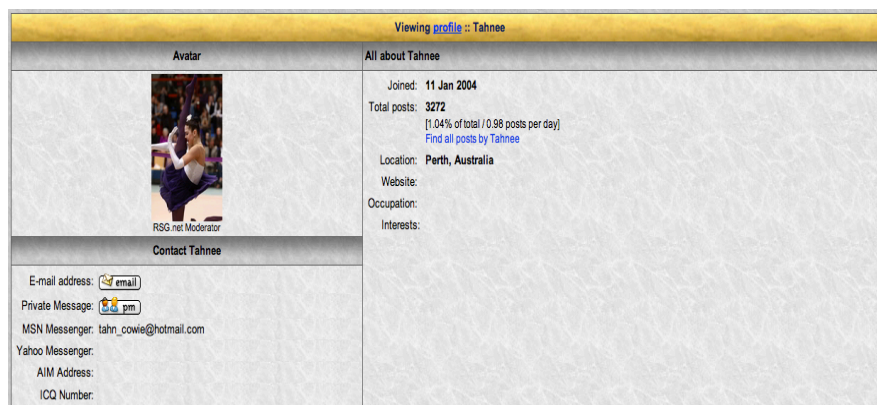 Viewing profile :: Tahnee
Avatar
All about Tahnee
RSG.net Moderator
Joined: 11 Jan 2004
Total posts: 3272
[1.04% of total / 0.98 posts per day]
Find all posts by Tahnee
Location: Perth, Australia
Website:
Occupation:
Interests:
Contact Tahnee
E-mail address: email
Private Message: pm
MSN Messenger: tahn_cowie@hotmail.com
Yahoo Messenger:
AIM Address:
ICQ Number: